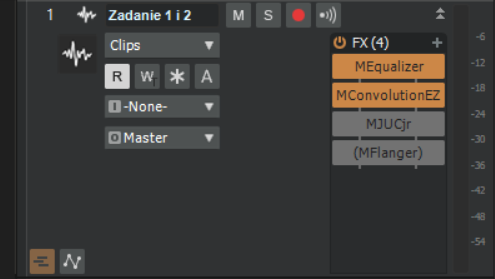 1 Zadanie 1 i 2 M S
Clips
R W A
-None-
Master
FX (4) +
MEqualizer
MConvolutionEZ
MJUCjr
(MFlanger)
-6
-12
-18
-24
-30
-36
-42
-48
-54